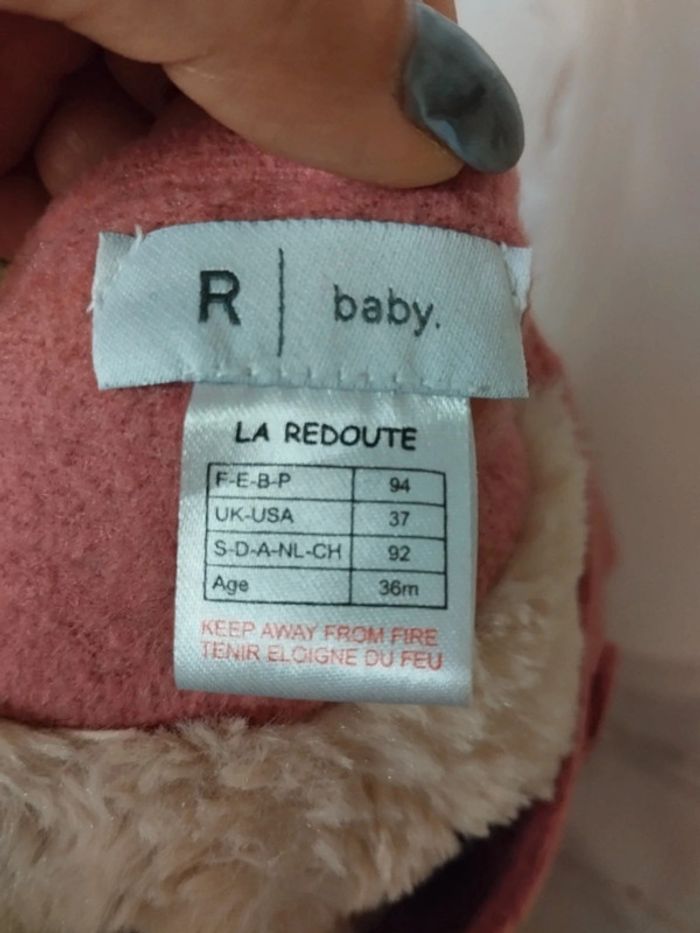 R | baby.
LA REDOUTE
F-E-B-P 94
UK-USA 37
S-D-A-NL-CH 92
Age 36m
KEEP AWAY FROM FIRE
TENIR ELOIGNE DU FEU